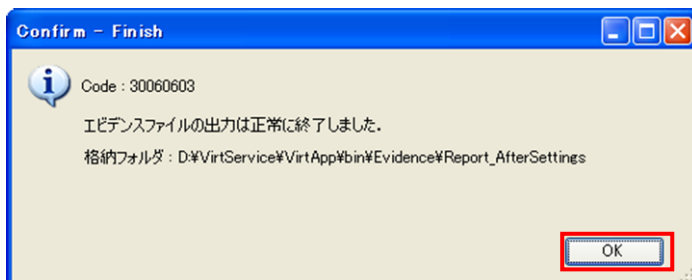 Confirm - Finish
Code : 30060603
エビデンスファイルの出力は正常に終了しました.
格納フォルダ : D:¥VirtService¥VirtApp¥bin¥Evidence¥Report_AfterSettings
OK